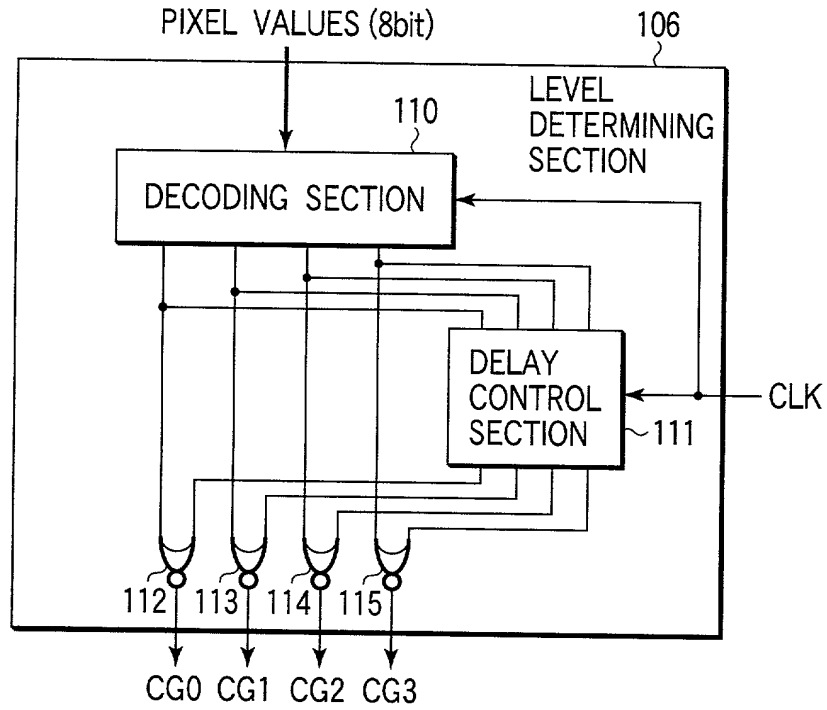 PIXEL VALUES (8bit)
106
LEVEL
DETERMINING
SECTION
110
DECODING SECTION
DELAY
CONTROL
SECTION
CLK
111
112
113
114
115
CG0 CG1 CG2 CG3